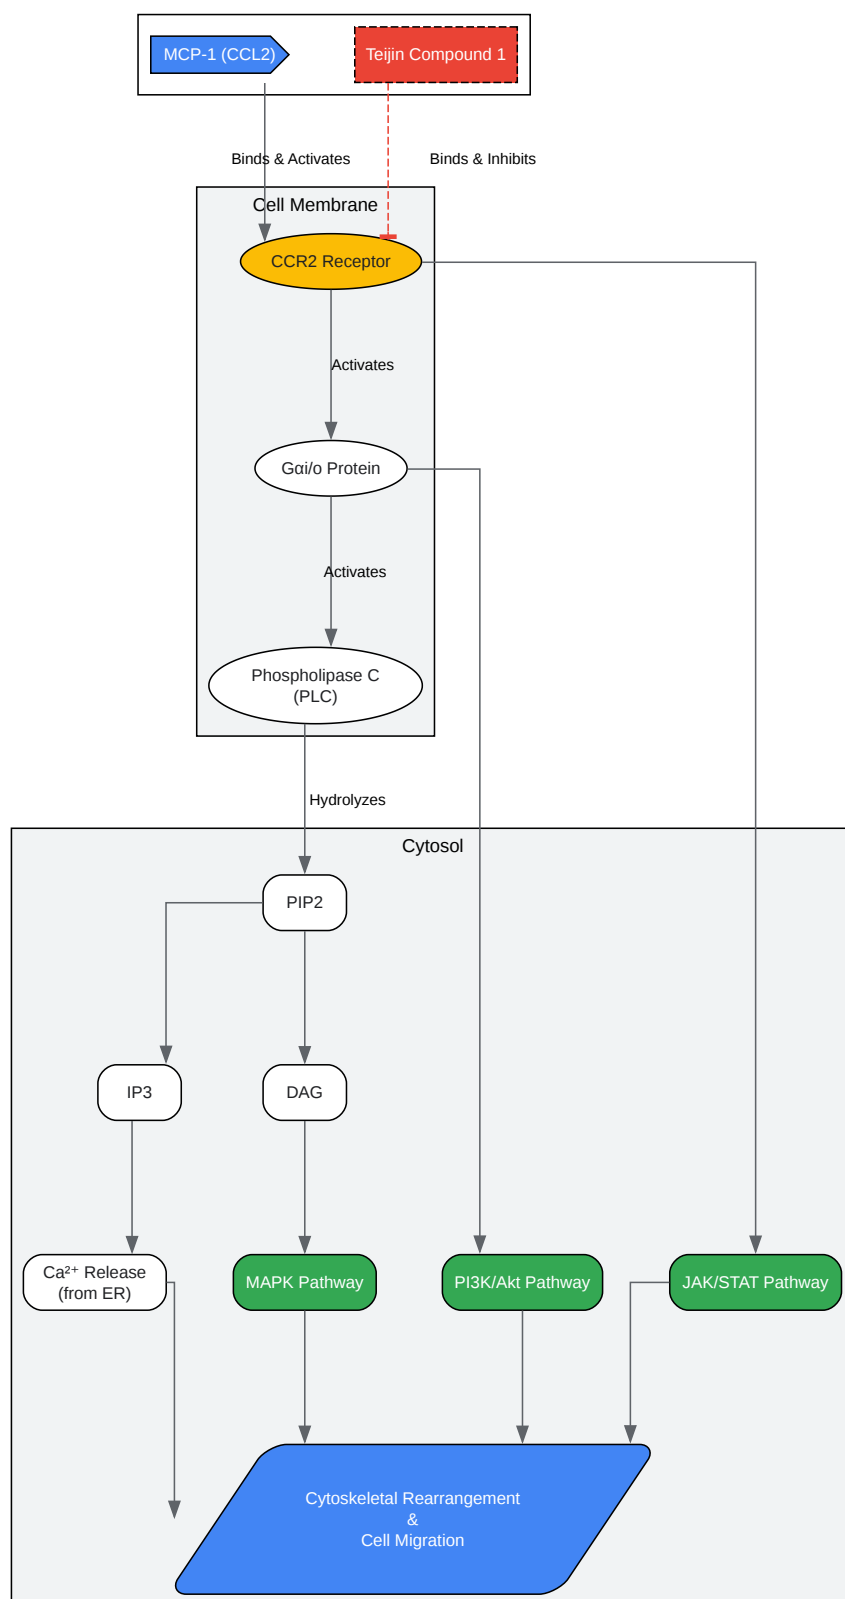 MCP-1 (CCL2)
Teijin Compound 1
Binds & Activates
Binds & Inhibits
Cell Membrane
CCR2 Receptor
Activates
Gαi/o Protein
Activates
Phospholipase C
(PLC)
Hydrolyzes
Cytosol
PIP2
IP3
DAG
Ca²⁺ Release
(from ER)
MAPK Pathway
PI3K/Akt Pathway
JAK/STAT Pathway
Cytoskeletal Rearrangement
&
Cell Migration